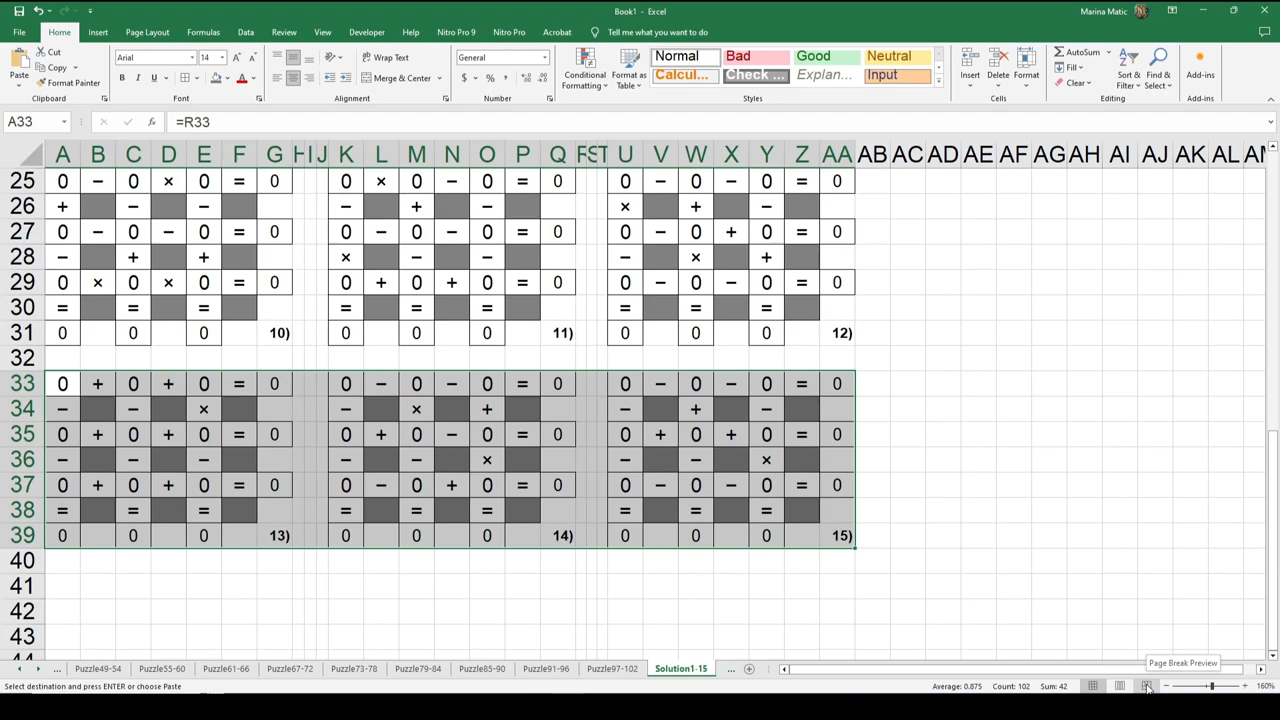 Book1 - Excel
Marina Matic
File Home Insert Page Layout Formulas Data Review View Developer Help Nitro Pro 9 Nitro Pro Acrobat Tell me what you want to do
Cut
Copy
Format Painter
Paste
Clipboard
Arial 14
B I U
Font
Wrap Text
Merge & Center
Alignment
General
$ % ,
Number
Conditional Formatting
Format as Table
Normal Bad Good Neutral
Calcul... Check ... Explan... Input
Styles
Insert Delete Format
Cells
AutoSum
Fill
Clear
Sort & Filter
Find & Select
Editing
Add-ins
Add-ins
A33 fx =R33
A B C D E F G H I J K L M N O P Q R S T U V W X Y Z AA AB AC AD AE AF AG AH AI AJ AK AL AM
25 0 − 0 × 0 = 0 0 × 0 − 0 = 0 0 − 0 − 0 = 0
26 + − − − + − × + −
27 0 − 0 − 0 = 0 0 − 0 − 0 = 0 0 − 0 + 0 = 0
28 − + + × − − − × +
29 0 × 0 × 0 = 0 0 + 0 + 0 = 0 0 − 0 − 0 = 0
30 = = = = = = = = =
31 0 0 0 10) 0 0 0 11) 0 0 0 12)
32
33 0 + 0 + 0 = 0 0 − 0 − 0 = 0 0 − 0 − 0 = 0
34 − − × − × + − + −
35 0 + 0 + 0 = 0 0 + 0 − 0 = 0 0 + 0 + 0 = 0
36 − − − − − × − − ×
37 0 + 0 + 0 = 0 0 − 0 + 0 = 0 0 − 0 − 0 = 0
38 = = = = = = = = =
39 0 0 0 13) 0 0 0 14) 0 0 0 15)
40
41
42
43
44
Page Break Preview
... Puzzle49-54 Puzzle55-60 Puzzle61-66 Puzzle67-72 Puzzle73-78 Puzzle79-84 Puzzle85-90 Puzzle91-96 Puzzle97-102 Solution1-15 ...
Select destination and press ENTER or choose Paste
Average: 0.875 Count: 102 Sum: 42
160%